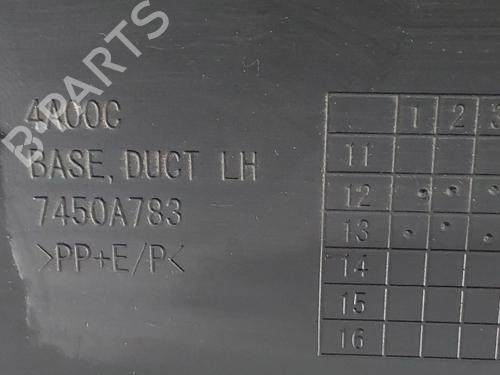 B-PARTS
4A00C
BASE, DUCT LH
7450A783
>PP+E/P<
1 2 3
11
12
13
14
15
16